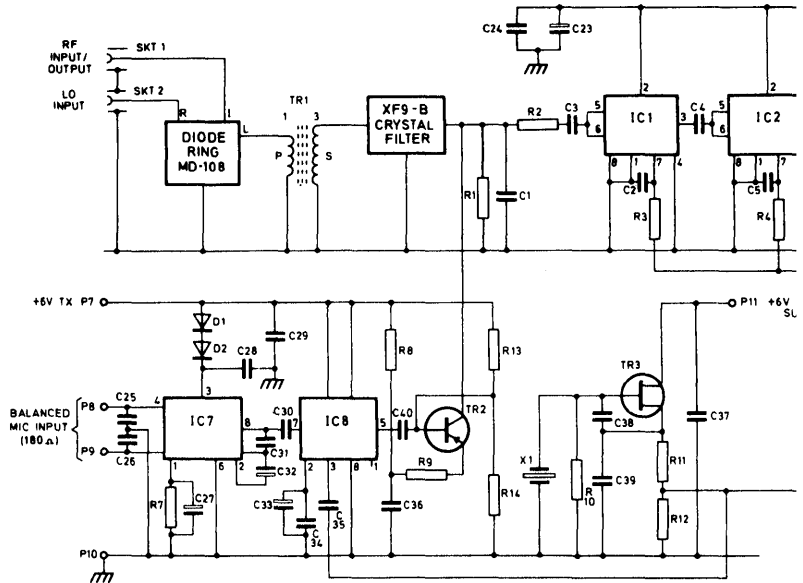 C24
C23
RF
INPUT/
OUTPUT
SKT 1
LO
INPUT
SKT 2
R
I
L
DIODE
RING
MD-108
1
TR1
3
P
S
XF9-B
CRYSTAL
FILTER
R1
C1
R2
C3
2
5
6
IC1
3
8
1
7
4
C2
R3
C4
2
5
6
IC2
8
1
7
C5
R4
+6V TX P7
D1
D2
C29
C28
R8
R13
P11 +6V
SU
TR3
3
BALANCED
MIC INPUT
(180Ω)
P8
P9
C25
C26
4
IC7
8
1
6
2
C30
7
IC8
5
2
3
8
1
C40
TR2
C31
C32
R9
R7
C27
C33
C
34
C
35
C36
R14
X1
R
10
C38
C39
R11
R12
C37
P10